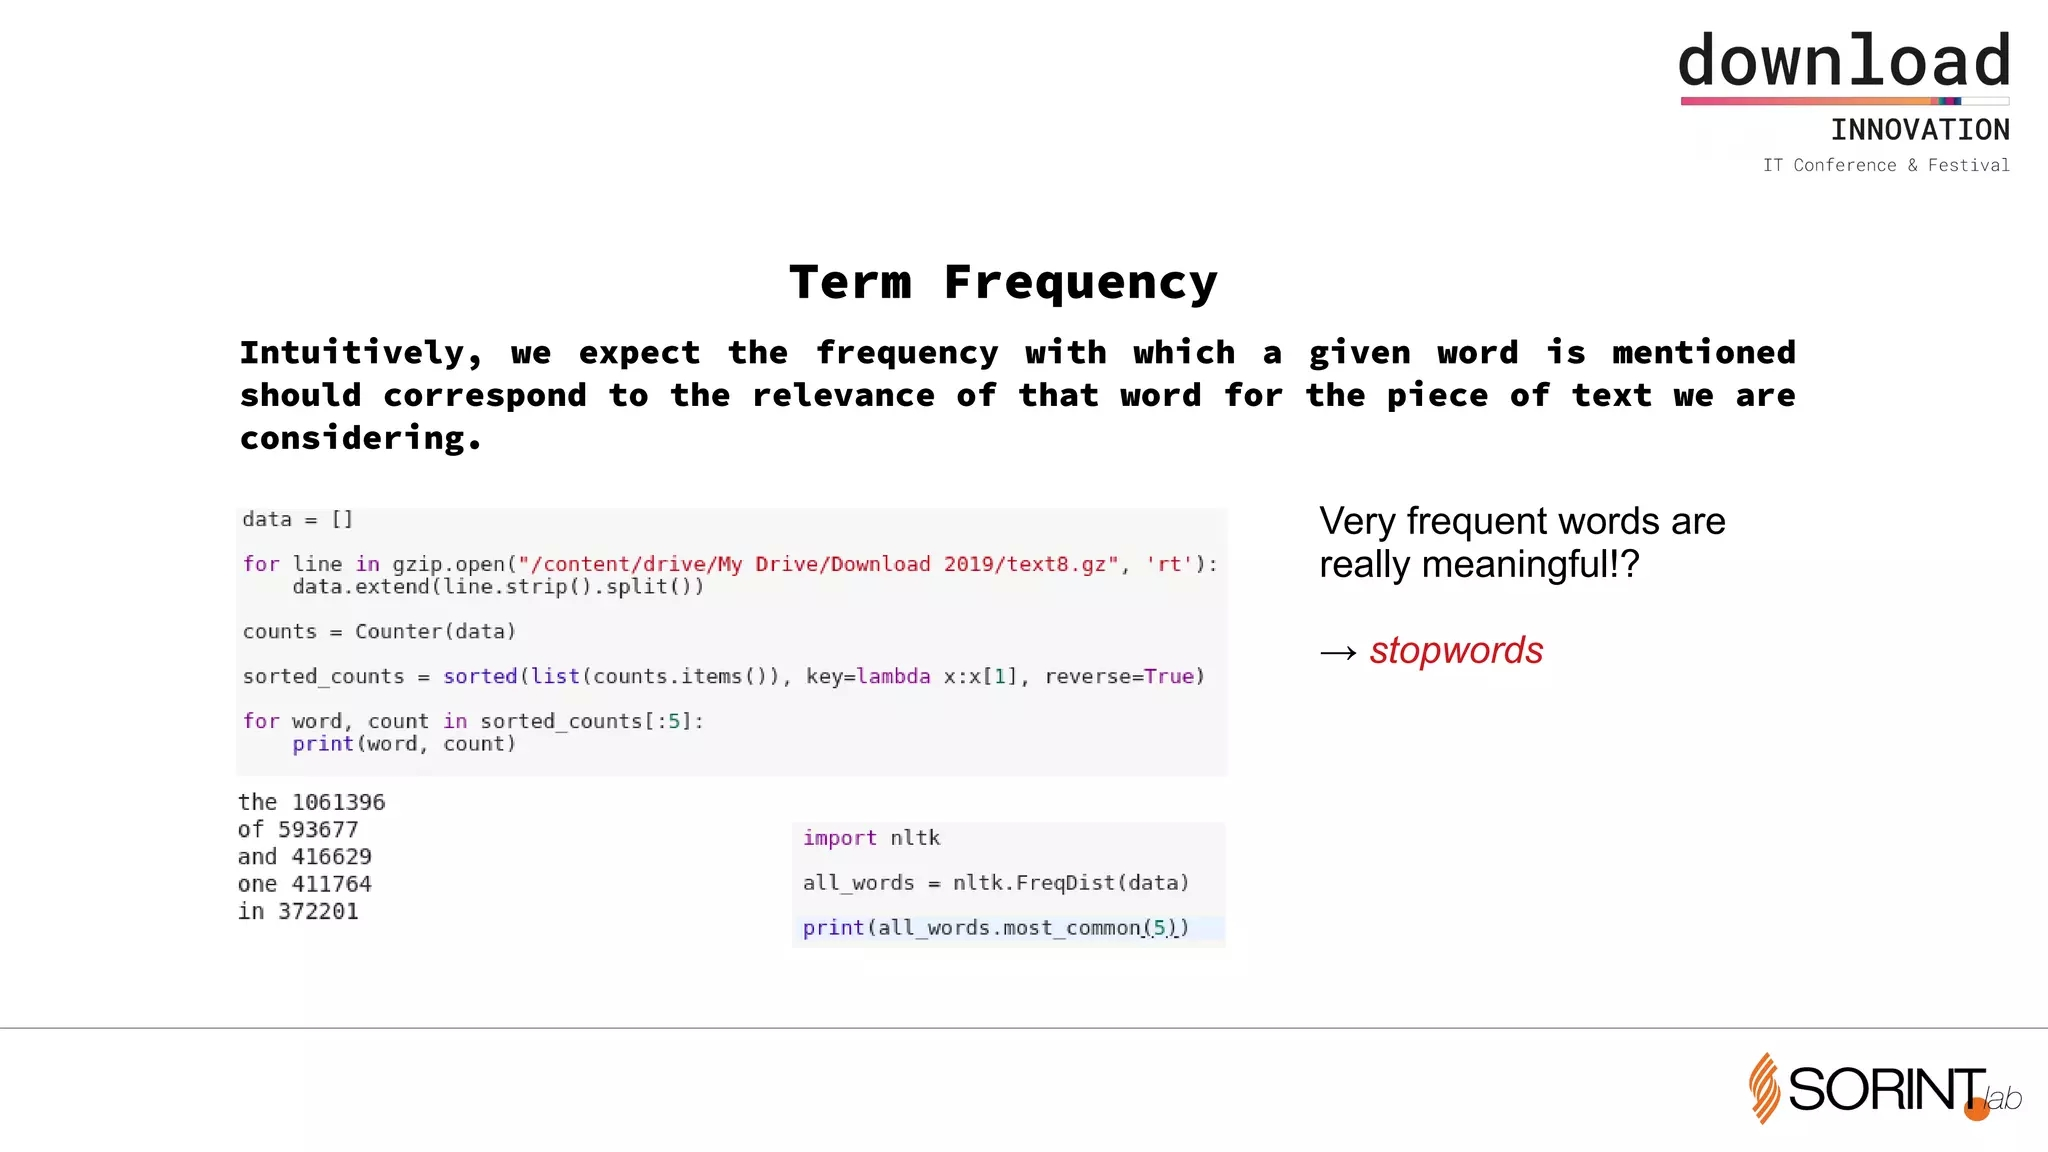 download
INNOVATION
IT Conference & Festival
Term Frequency
Intuitively, we expect the frequency with which a given word is mentioned
should correspond to the relevance of that word for the piece of text we are
considering.
data = []
for line in gzip.open("/content/drive/My Drive/Download 2019/text8.gz", 'rt'):
    data.extend(line.strip().split())
counts = Counter(data)
sorted_counts = sorted(list(counts.items()), key=lambda x:x[1], reverse=True)
for word, count in sorted_counts[:5]:
    print(word, count)
the 1061396
of 593677
and 416629
one 411764
in 372201
import nltk
all_words = nltk.FreqDist(data)
print(all_words.most_common(5))
Very frequent words are
really meaningful!?
→ stopwords
SORINT lab